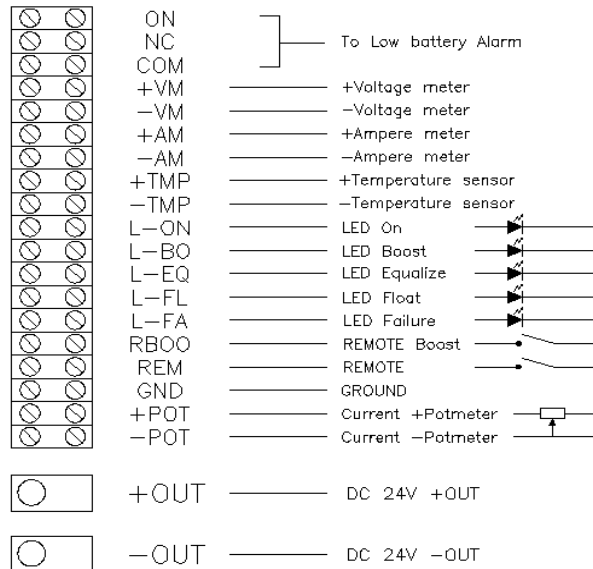 ON
NC
To Low battery Alarm
COM
+VM +Voltage meter
-VM -Voltage meter
+AM +Ampere meter
-AM -Ampere meter
+TMP +Temperature sensor
-TMP -Temperature sensor
L-ON LED On
L-BO LED Boost
L-EQ LED Equalize
L-FL LED Float
L-FA LED Failure
RBOO REMOTE Boost
REM REMOTE
GND GROUND
+POT Current +Potmeter
-POT Current -Potmeter
+OUT DC 24V +OUT
-OUT DC 24V -OUT